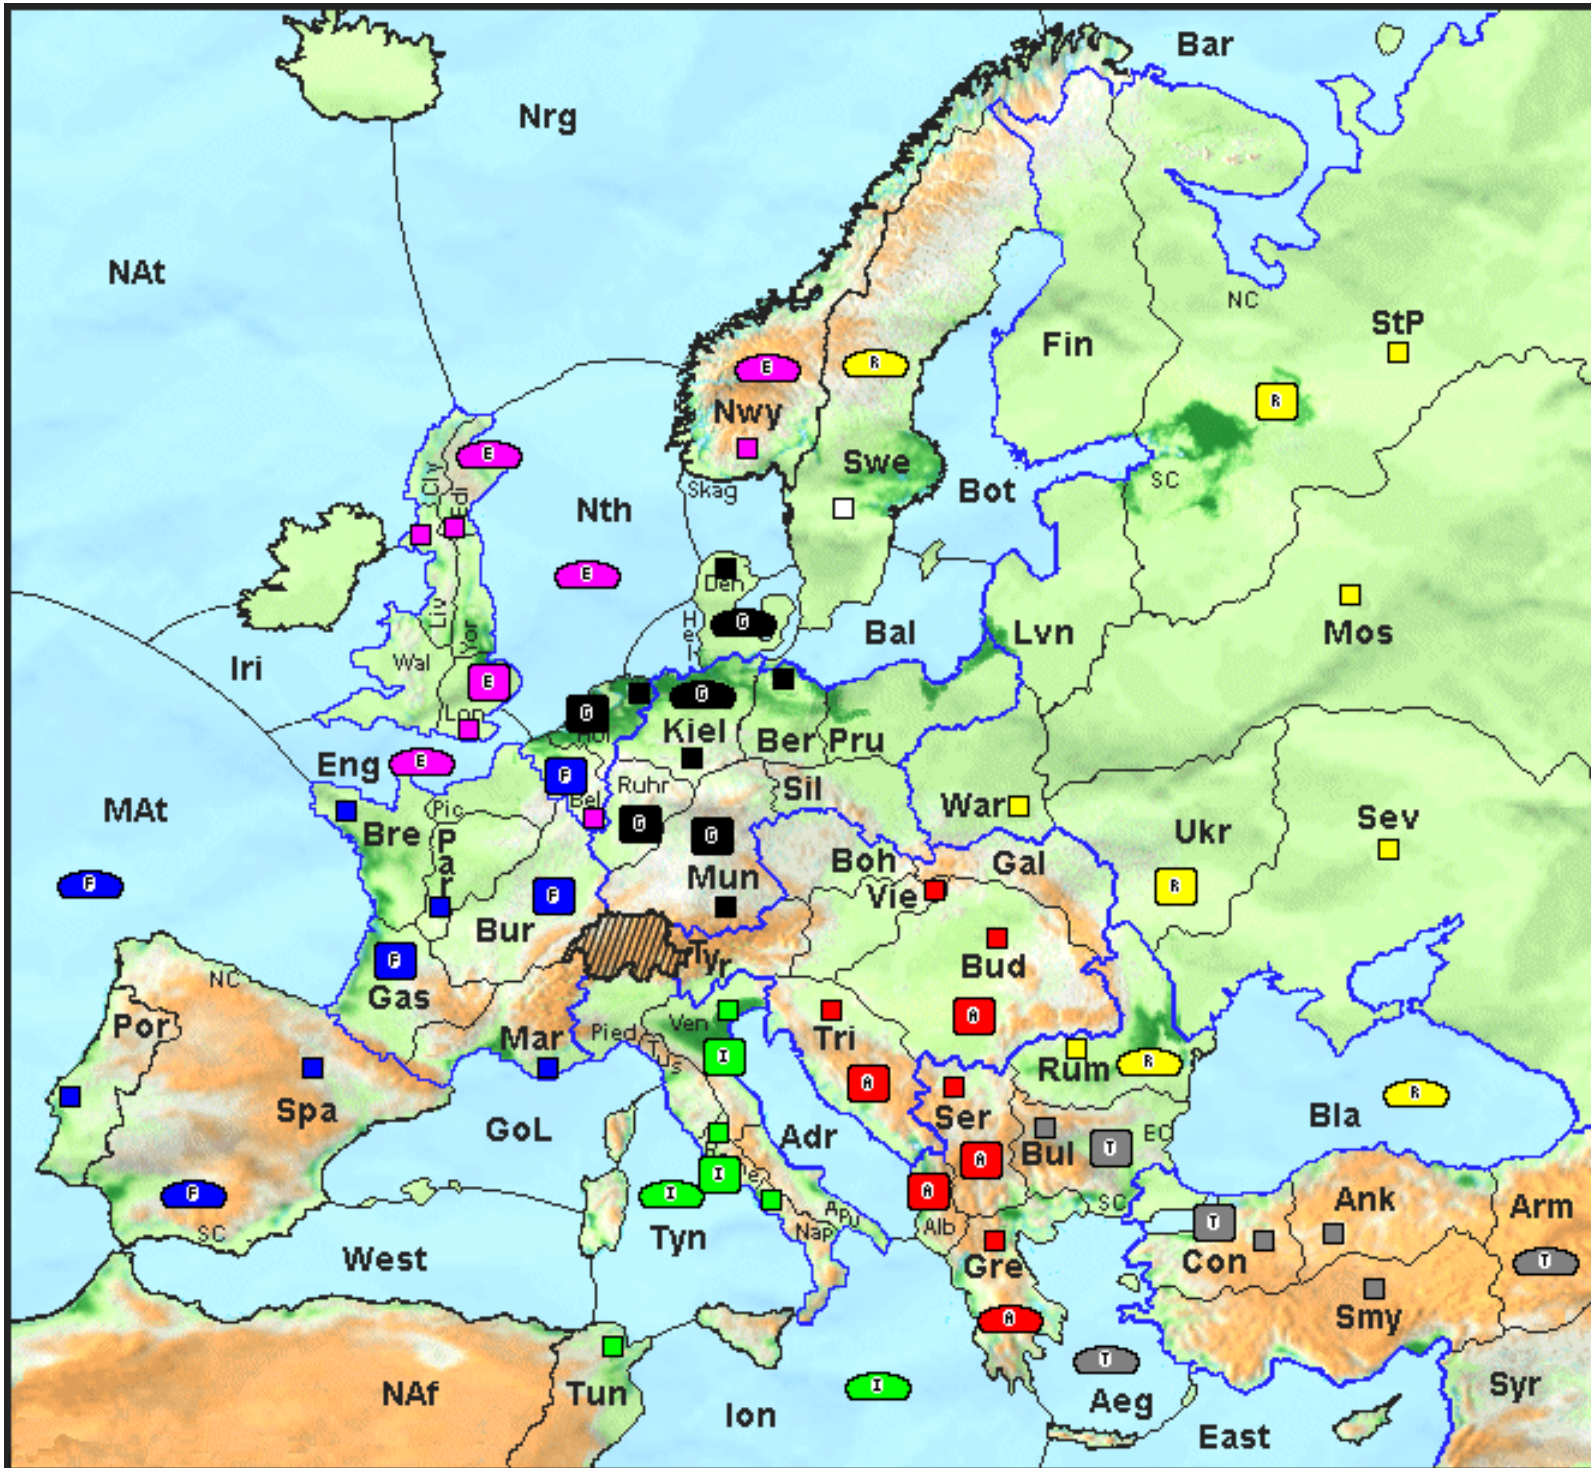 Bar
Nrg
NAt
NC
StP
Fin
E
R
R
Nwy
E
Swe
Cly
Edi
Skag
SC
Bot
Nth
E
Den
Mos
Liv
Yor
Hel
G
Bal
Lvn
Wal
Iri
E
G
G
Lon
Hol
Kiel
Ber
Pru
Eng
E
F
Ruhr
Sil
MAt
Pic
Bel
War
Bre
Par
G
G
Ukr
Sev
Boh
Gal
F
F
Mun
Vie
R
Bur
F
Tyr
Bud
NC
Gas
Por
Mar
Pied
Ven
Tri
A
Tus
I
Rum
R
Spa
A
Ser
R
GoL
Adr
Bla
Bul
T
EC
A
F
I
I
A
Ank
SC
Tyn
Apu
Nap
Alb
SC
T
Arm
West
Gre
Con
T
A
Smy
T
NAf
Tun
I
Aeg
Syr
Ion
East